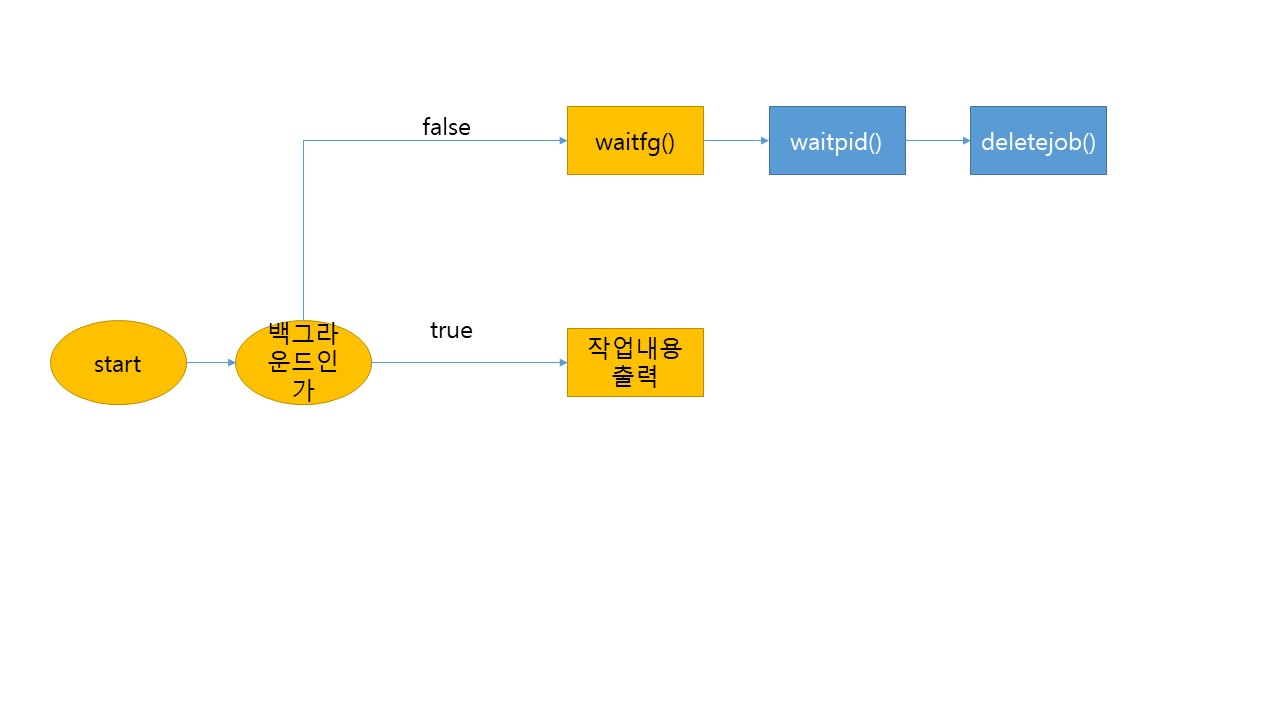 false
waitfg()
waitpid()
deletejob()
start
백그라
운드인
가
true
작업내용
출력